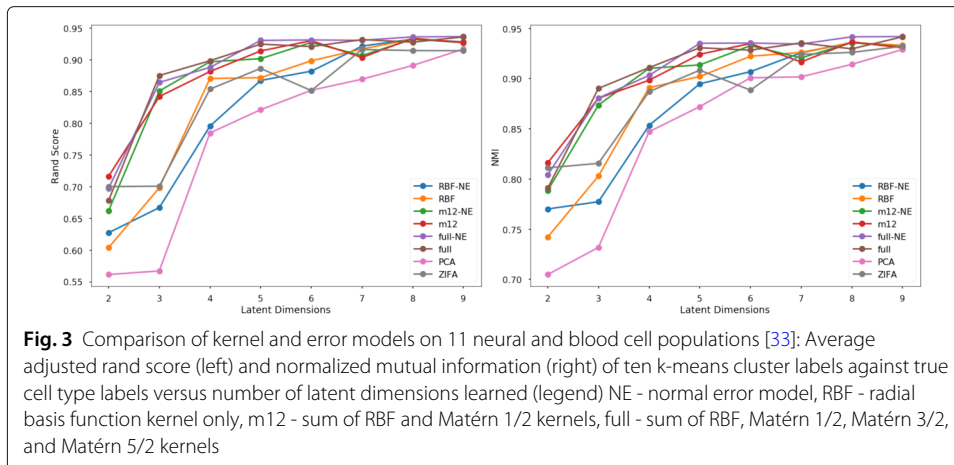 0.95
0.90
0.85
0.80
0.75
0.70
0.65
0.60
0.55
Rand Score
2 3 4 5 6 7 8 9
Latent Dimensions
RBF-NE
RBF
m12-NE
m12
full-NE
full
PCA
ZIFA
0.95
0.90
0.85
0.80
0.75
0.70
NMI
2 3 4 5 6 7 8 9
Latent Dimensions
RBF-NE
RBF
m12-NE
m12
full-NE
full
PCA
ZIFA
Fig. 3 Comparison of kernel and error models on 11 neural and blood cell populations [33]: Average
adjusted rand score (left) and normalized mutual information (right) of ten k-means cluster labels against true
cell type labels versus number of latent dimensions learned (legend) NE - normal error model, RBF - radial
basis function kernel only, m12 - sum of RBF and Matérn 1/2 kernels, full - sum of RBF, Matérn 1/2, Matérn 3/2,
and Matérn 5/2 kernels